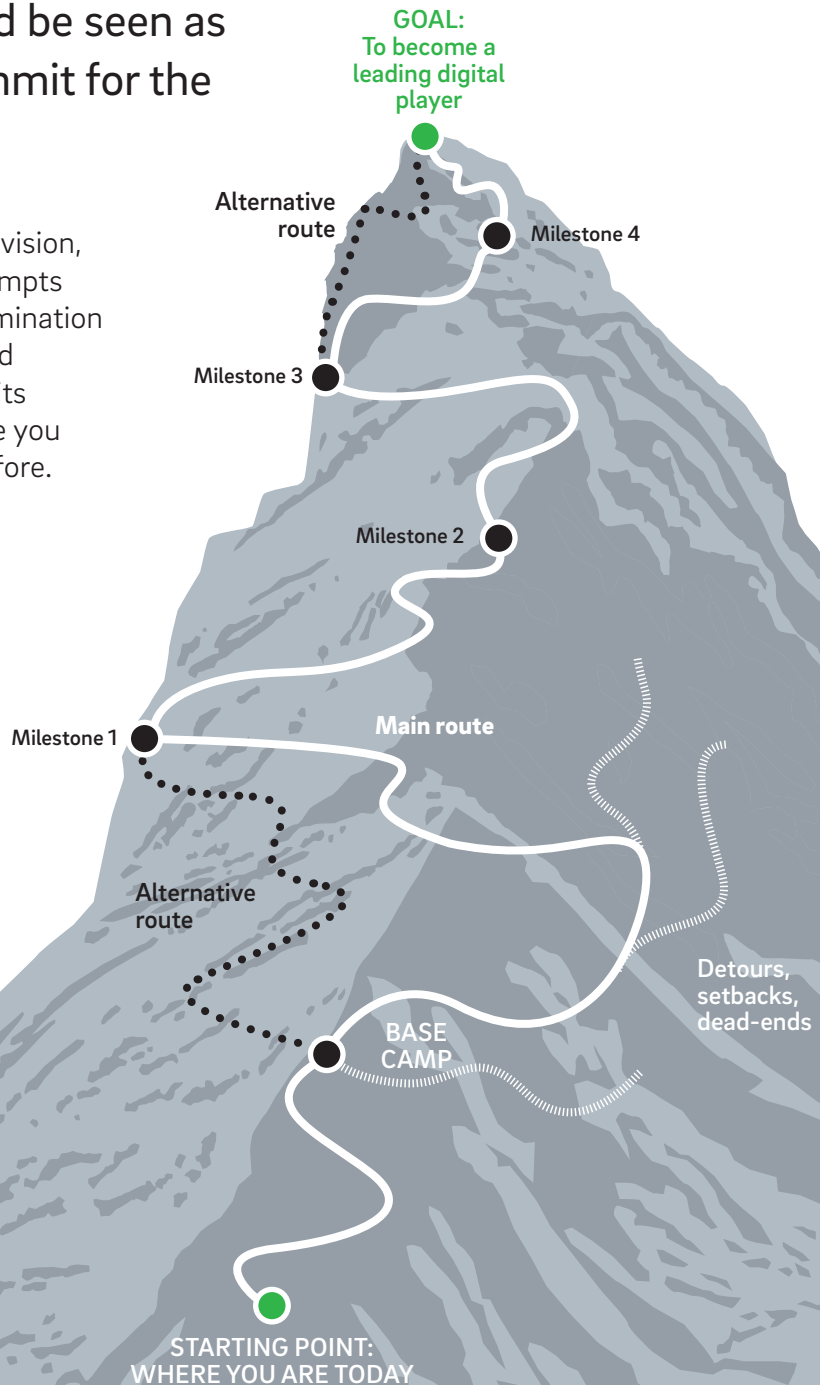 d be seen as
mmit for the
vision,
mpts
mination
d
its
e you
fore.
GOAL:
To become a
leading digital
player
Alternative
route
Milestone 4
Milestone 3
Milestone 2
Milestone 1
Main route
Alternative
route
Detours,
setbacks,
dead-ends
BASE
CAMP
STARTING POINT:
WHERE YOU ARE TODAY